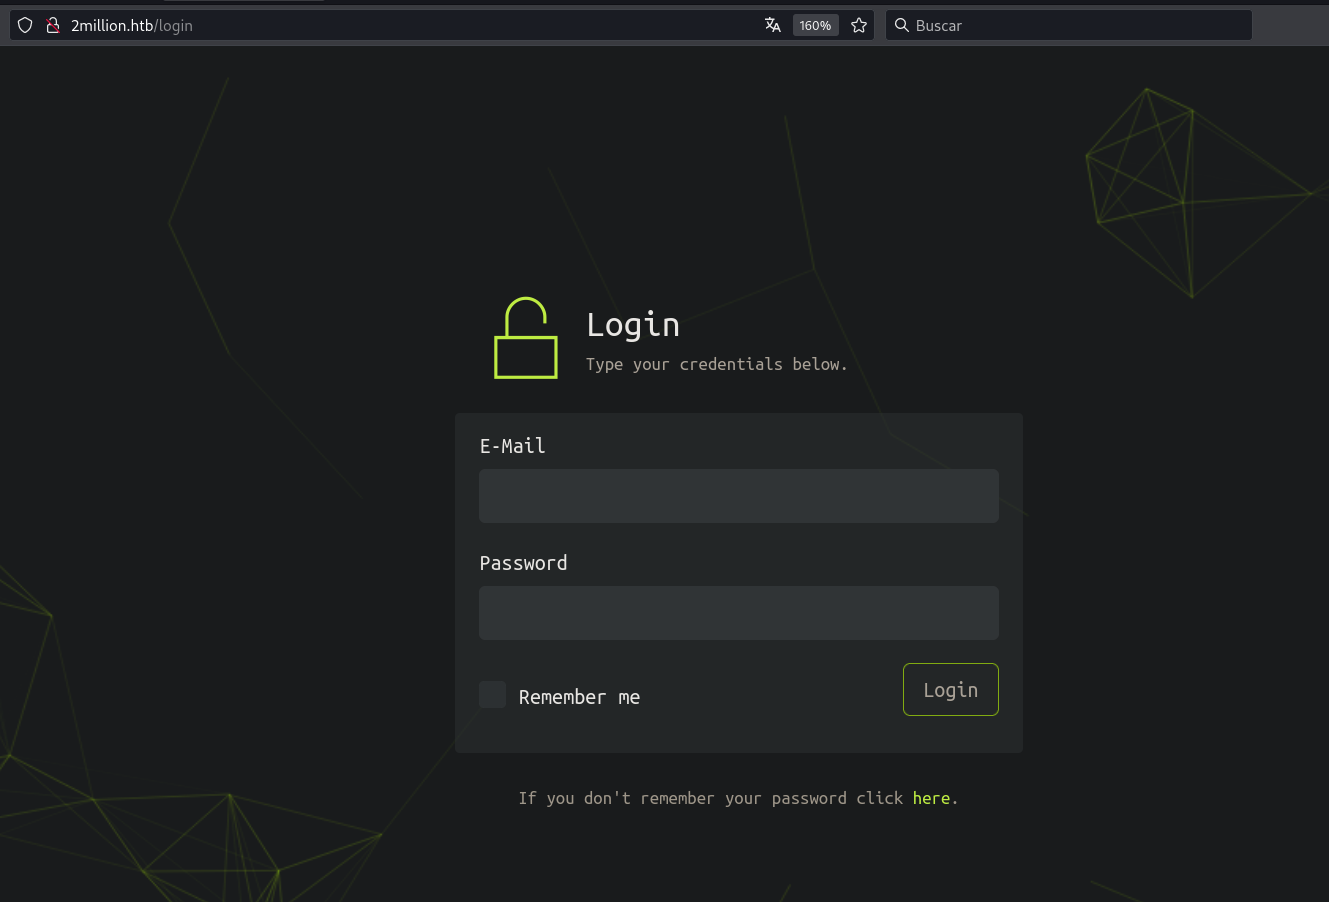 2million.htb/login
160%
Buscar
Login
Type your credentials below.
E-Mail
Password
Remember me
Login
If you don't remember your password click here.